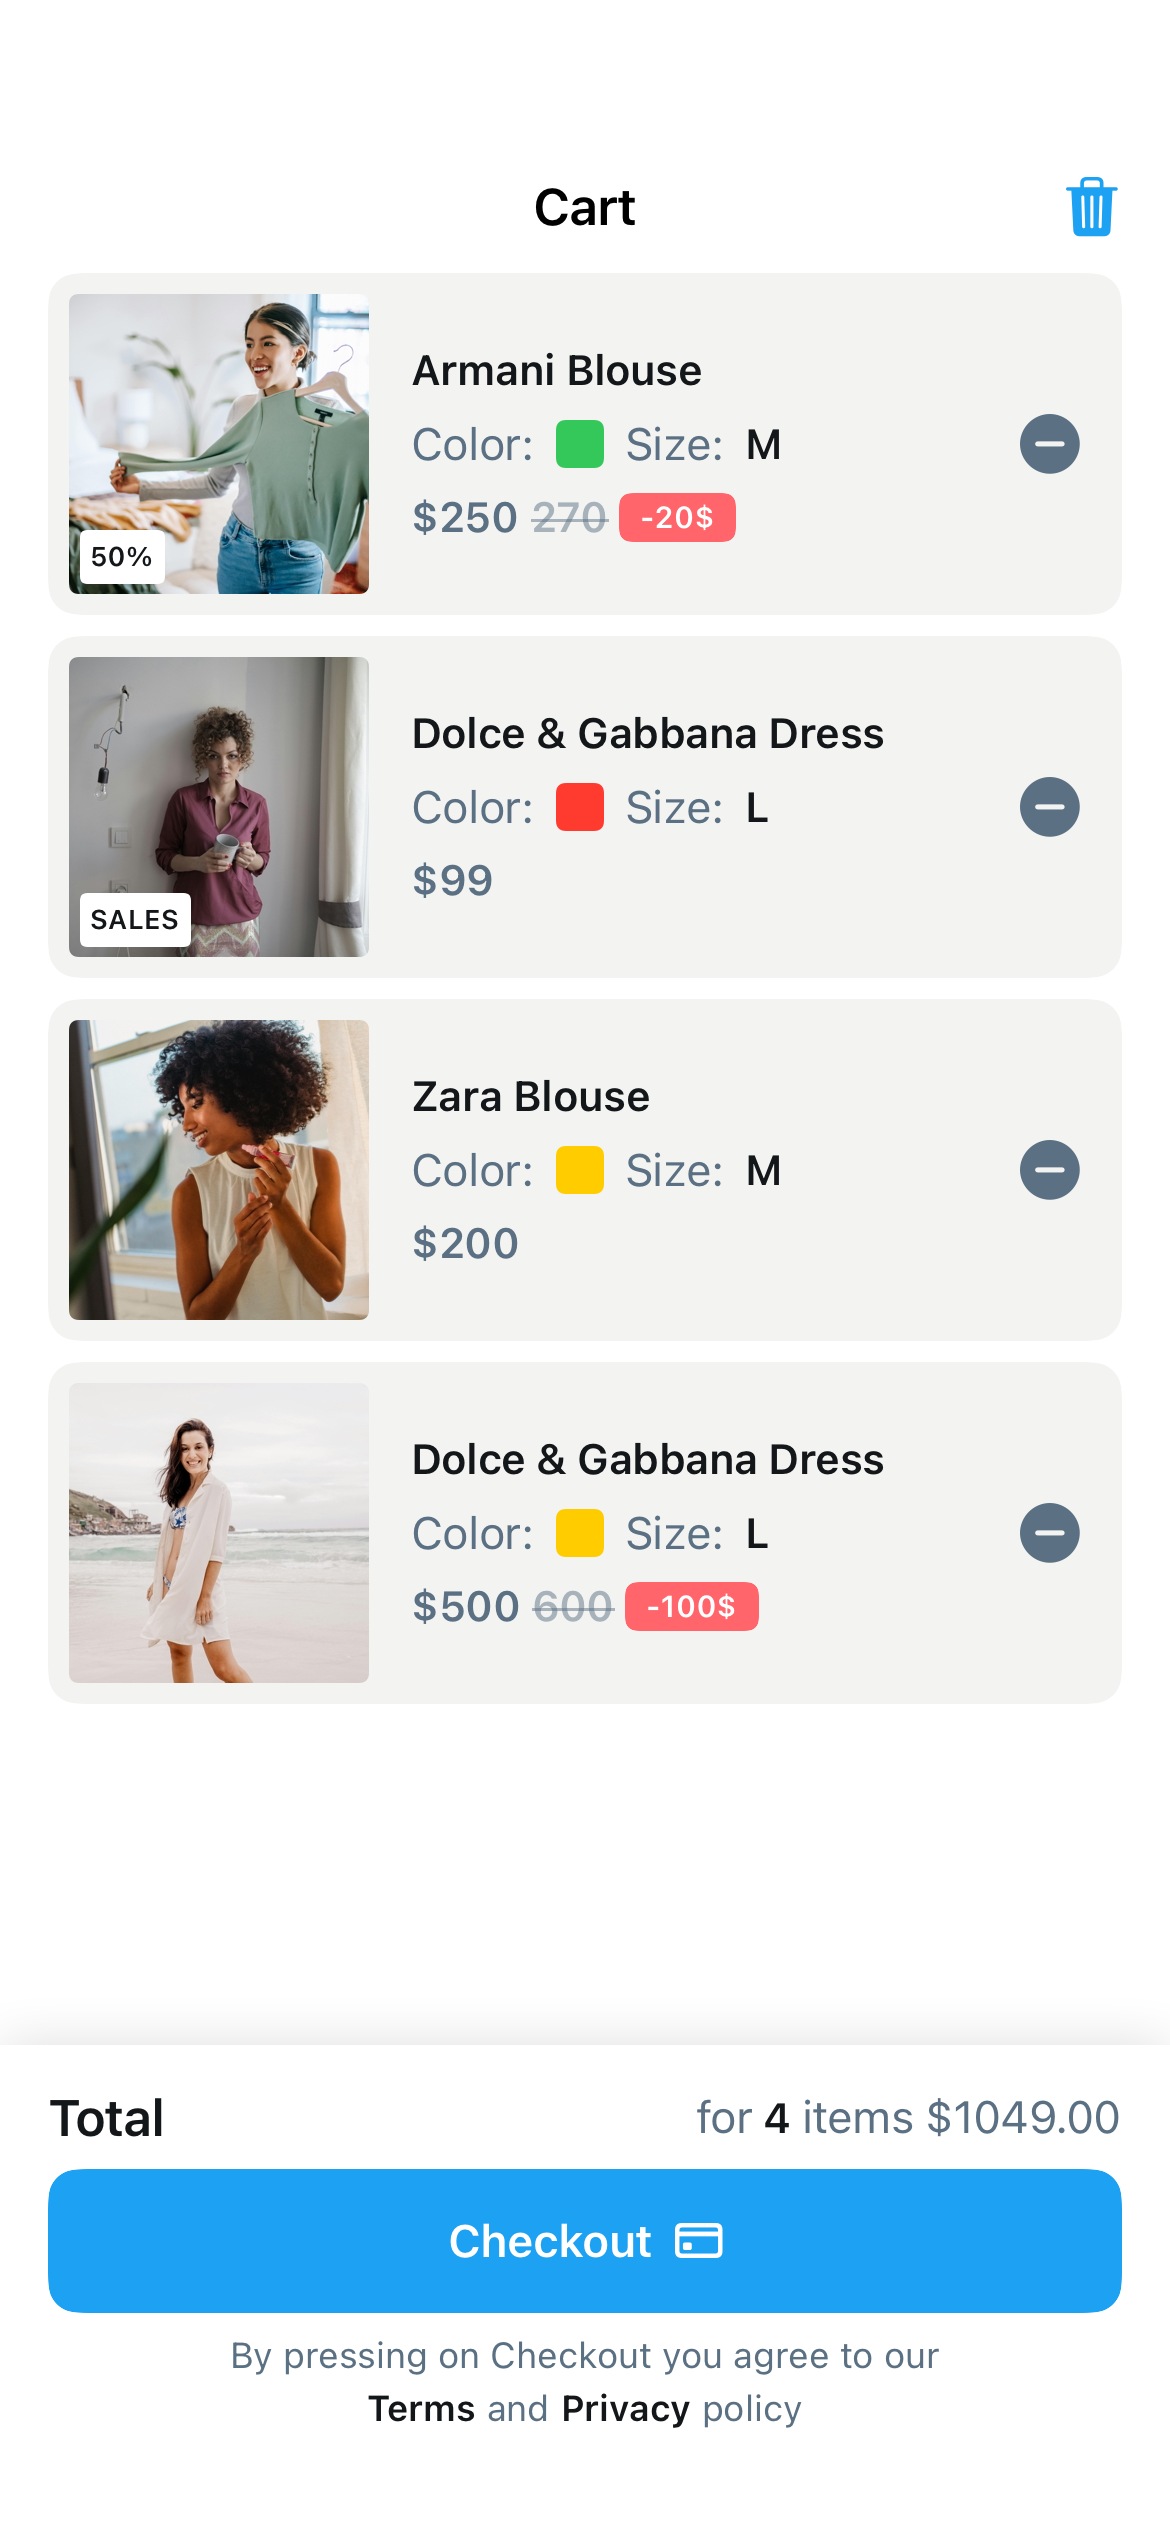 Cart
Armani Blouse
Color: Size: M
$250 270 -20$
50%
Dolce & Gabbana Dress
Color: Size: L
$99
SALES
Zara Blouse
Color: Size: M
$200
Dolce & Gabbana Dress
Color: Size: L
$500 600 -100$
Total for 4 items $1049.00
Checkout
By pressing on Checkout you agree to our
Terms and Privacy policy